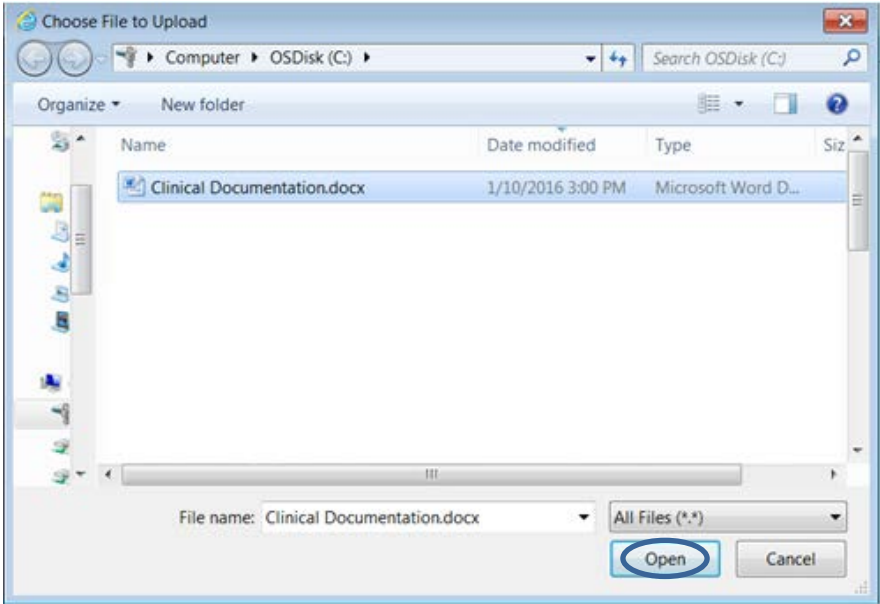 Choose File to Upload
Computer OSDisk (C:) Search OSDisk (C:)
Organize New folder
Name Date modified Type Siz
Clinical Documentation.docx 1/10/2016 3:00 PM Microsoft Word D...
File name: Clinical Documentation.docx All Files (*.*)
Open Cancel